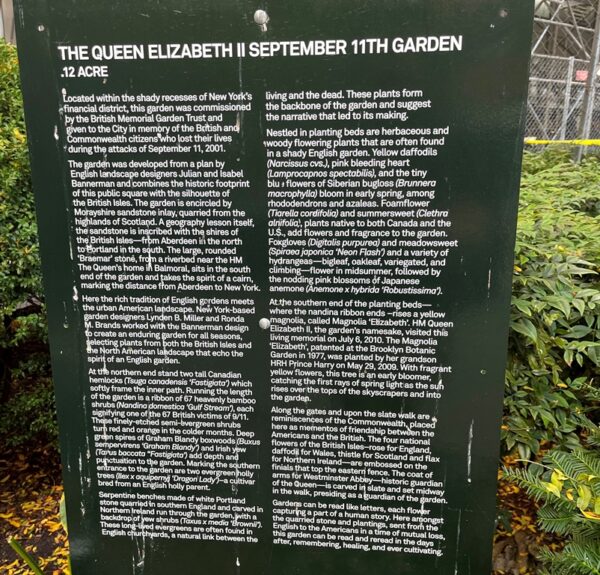 THE QUEEN ELIZABETH II SEPTEMBER 11TH GARDEN
.12 ACRE
Located within the shady recesses of New York's
financial district, this garden was commissioned
by the British Memorial Garden Trust and
given to the City in memory of the British and
Commonwealth citizens who lost their lives
during the attacks of September 11, 2001.
The garden was developed from a plan by
English landscape designers Julian and Isabel
Bannerman and combines the historic footprint
of this public square with the silhouette of
the British Isles. The garden is encircled by
Morayshire sandstone inlay, quarried from the
highlands of Scotland. A geography lesson itself,
the sandstone is inscribed with the shires of
the British Isles—from Aberdeen in the north
to Portland in the south. The large, rounded
'Braemar' stone, from a riverbed near the HM
The Queen's home in Balmoral, sits in the south
end of the garden and takes the spirit of a cairn,
marking the distance from Aberdeen to New York.
Here the rich tradition of English gardens meets
the urban American landscape. New York-based
garden designers Lynden B. Miller and Ronda
M. Brands worked with the Bannerman design
to create an enduring garden for all seasons,
selecting plants from both the British Isles and
the North American landscape that echo the
spirit of an English garden.
At the northern end stand two tall Canadian
hemlocks (Tsuga canadensis 'Fastigiata') which
softly frame the inner path. Running the length
of the garden is a ribbon of 67 heavenly bamboo
shrubs (Nandina domestica 'Gulf Stream'), each
signifying one of the 67 British victims of 9/11.
These finely-etched semi-evergreen shrubs
turn red and orange in the colder months. Deep
green spires of Graham Blandy boxwoods (Buxus
sempervirens 'Graham Blandy') and Irish yew
(Taxus baccata "Fastigiata') add depth and
punctuation to the garden. Marking the southern
entrance to the garden are two evergreen holly
trees (Ilex x aquipernyi 'Dragon Lady')–a cultivar
bred from an English holly parent.
Serpentine benches made of white Portland
stone quarried in southern England and carved in
Northern Ireland run through the garden, with a
backdrop of yew shrubs (Taxus x media 'Brownii').
These long-lived evergreens are often found in
English churchyards, a natural link between the
living and the dead. These plants form
the backbone of the garden and suggest
the narrative that led to its making.
Nestled in planting beds are herbaceous and
woody flowering plants that are often found
in a shady English garden. Yellow daffodils
(Narcissus cvs.), pink bleeding heart
(Lamprocapnos spectabilis), and the tiny
blu flowers of Siberian bugloss (Brunnera
macrophylla) bloom in early spring, among
rhododendrons and azaleas. Foamflower
(Tiarella cordifolia) and summersweet (Clethra
alnifolia), plants native to both Canada and the
U.S., add flowers and fragrance to the garden.
Foxgloves (Digitalis purpurea) and meadowsweet
(Spiraea japonica 'Neon Flash') and a variety of
hydrangeas—bigleaf, oakleaf, variegated, and
climbing—flower in midsummer, followed by
the nodding pink blossoms of Japanese
anemone (Anemone x hybrida 'Robustissima').
At the southern end of the planting beds—
where the nandina ribbon ends –rises a yellow
magnolia, called Magnolia 'Elizabeth'. HM Queen
Elizabeth II, the garden's namesake, visited this
living memorial on July 6, 2010. The Magnolia
'Elizabeth', patented at the Brooklyn Botanic
Garden in 1977, was planted by her grandson
HRH Prince Harry on May 29, 2009. With fragrant
yellow flowers, this tree is an early bloomer,
catching the first rays of spring light as the sun
rises over the tops of the skyscrapers and into
the garden.
Along the gates and upon the slate walk are
reminiscences of the Commonwealth, placed
here as mementos of friendship between the
Americans and the British. The four national
flowers of the British Isles—rose for England,
daffodil for Wales, thistle for Scotland and flax
for Northern Ireland—are embossed on the
finials that top the eastern fence. The coat of
arms for Westminster Abbey—historic guardian
of the Queen—is carved in slate and set midway
in the walk, presiding as a guardian of the garden.
Gardens can be read like letters, each flower
capturing a part of a human story. Here amongst
the quarried stone and plantings, sent from the
English to the Americans in a time of mutual loss,
the garden can be read and reread in the days
after, remembering, healing, and ever cultivating.